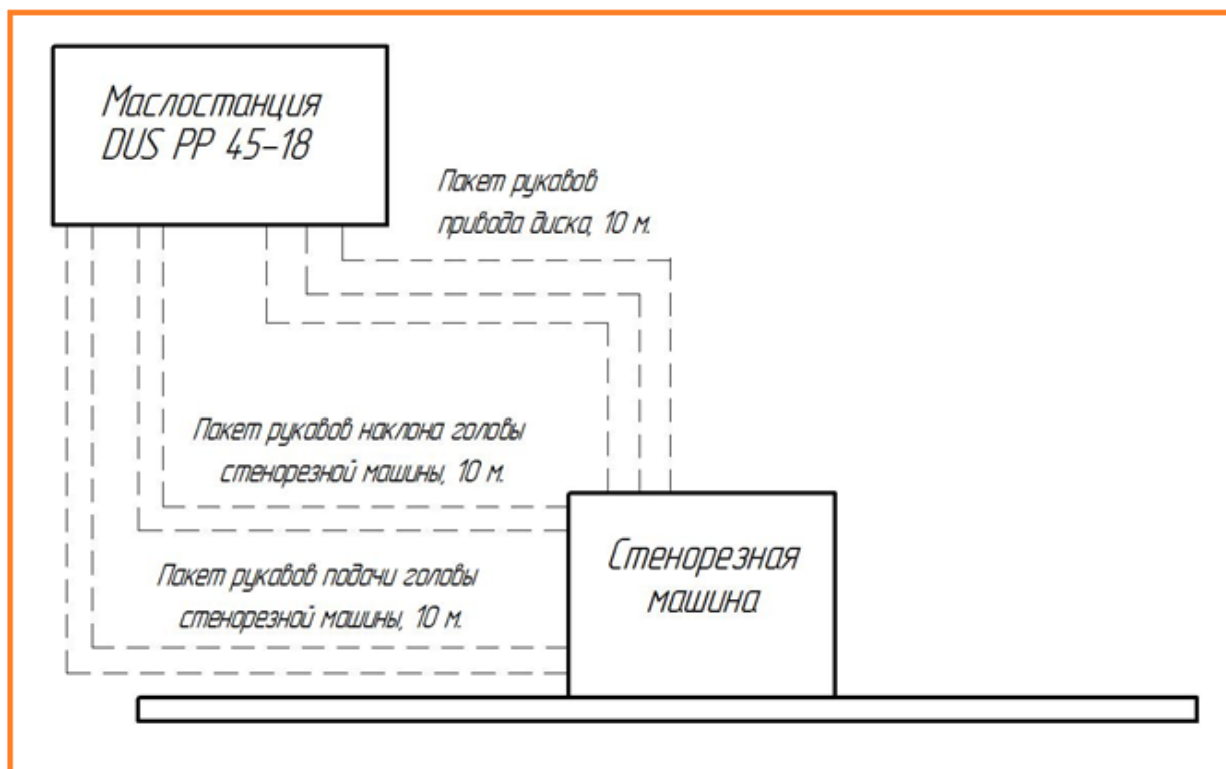 Маслостанция
DUS PP 45-18
Пакет рукавов
привода диска, 10 м.
Пакет рукавов наклона головы
стенорезной машины, 10 м.
Пакет рукавов подачи головы
стенорезной машины, 10 м.
Стенорезная
машина